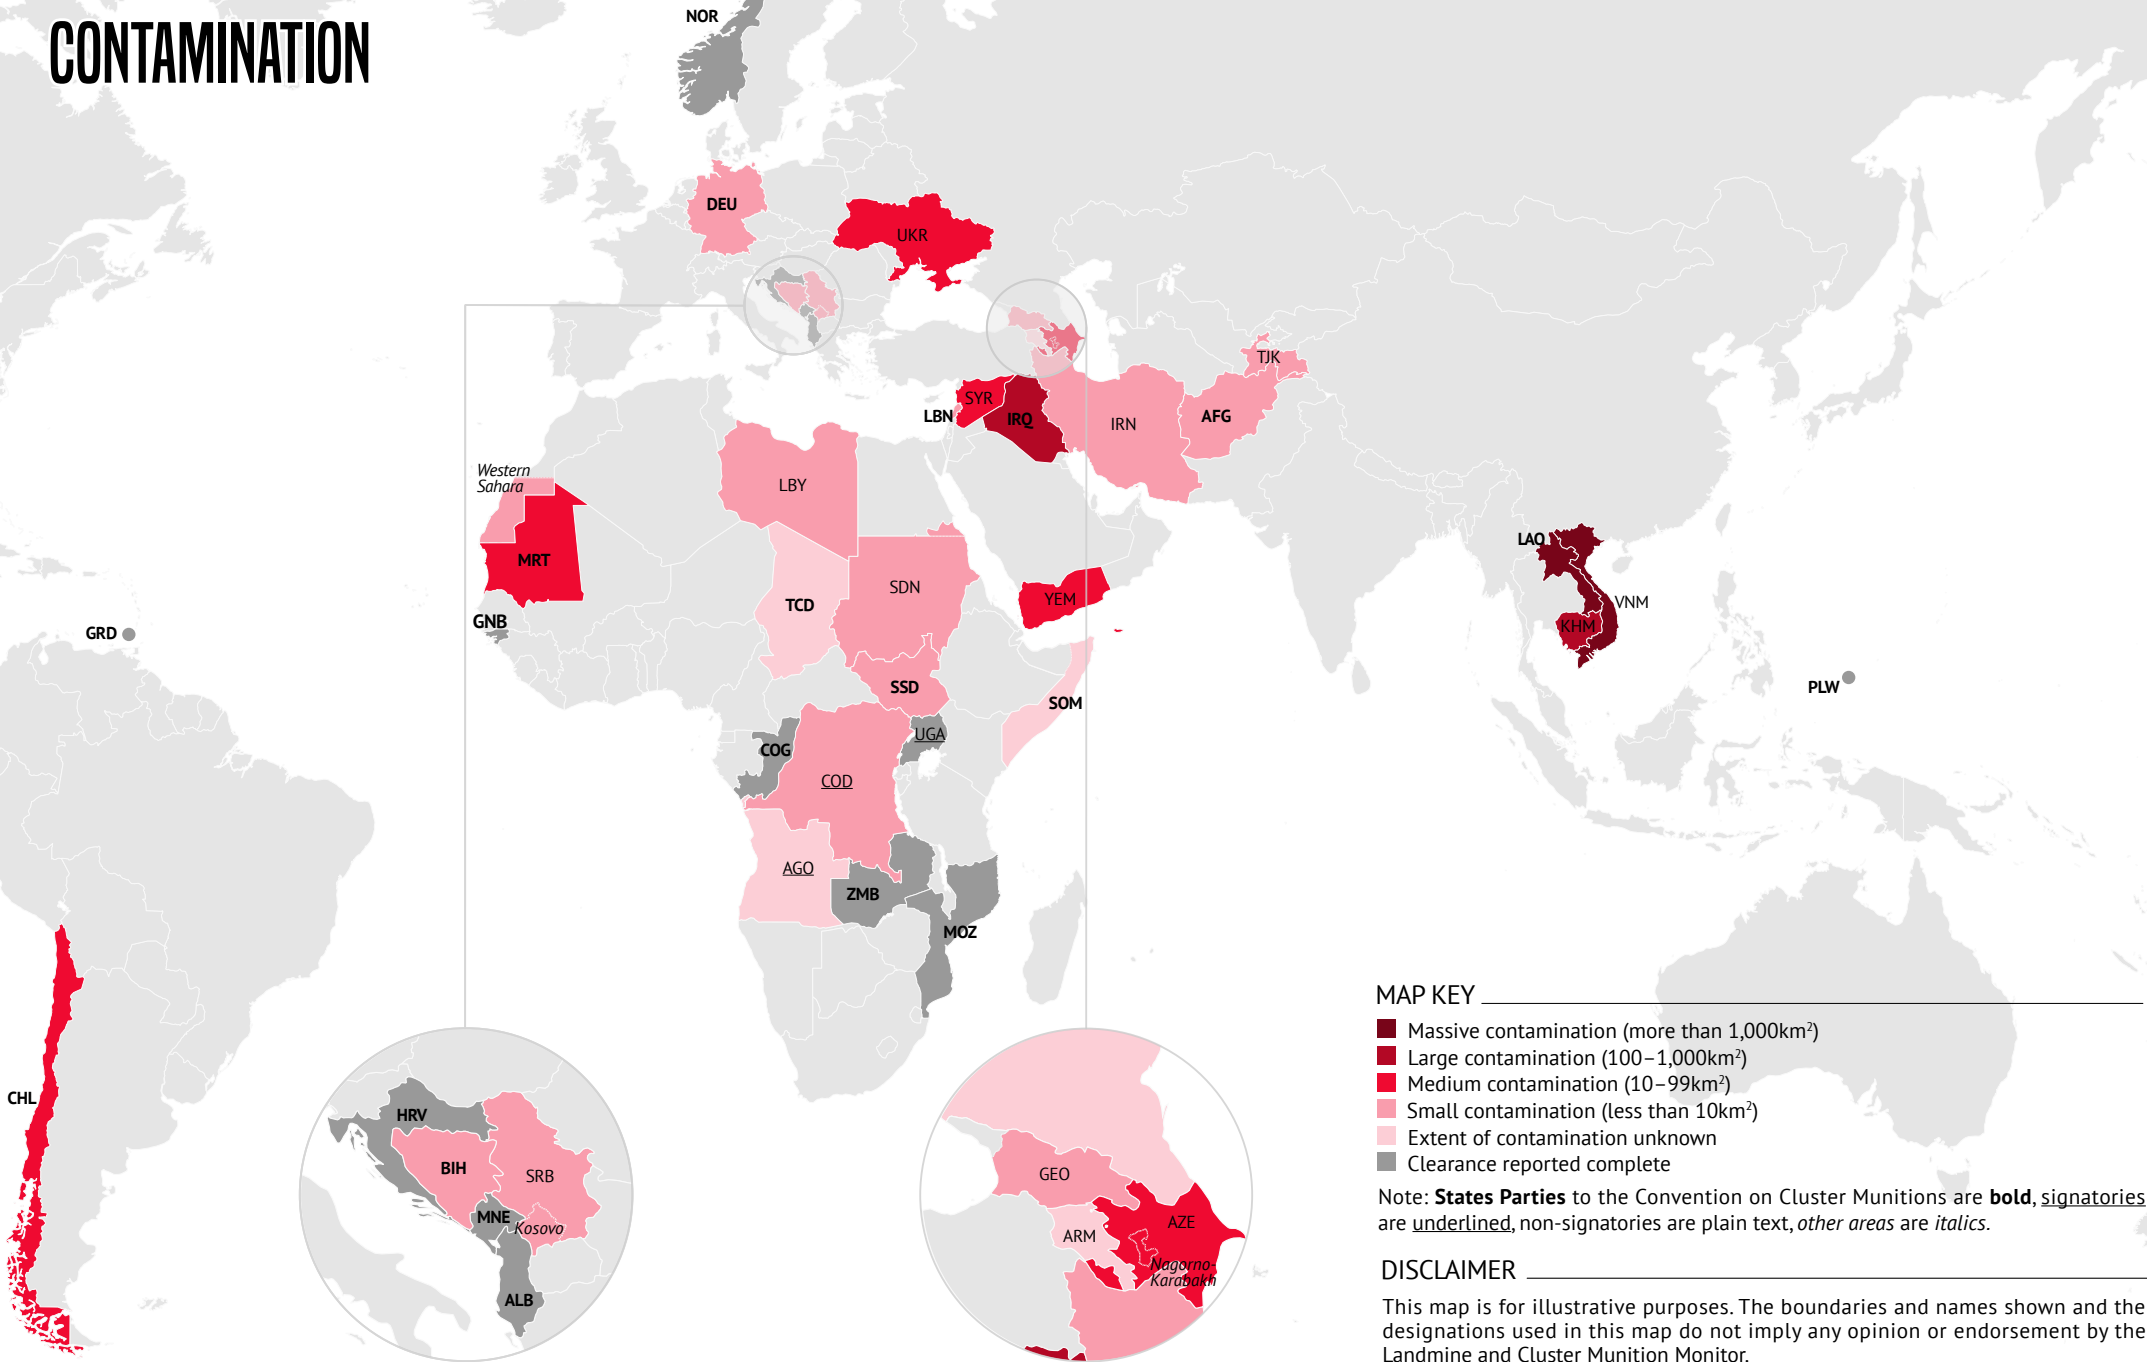 CONTAMINATION
NOR
DEU
UKR
TJK
SYR
LBN
IRQ
IRN
AFG
Western
Sahara
LBY
MRT
LAO
SDN
TCD
YEM
VNM
GNB
KHM
GRD
SSD
PLW
SOM
UGA
COG
COD
AGO
ZMB
MOZ
CHL
HRV
BIH
SRB
MNE
Kosovo
ALB
GEO
AZE
ARM
Nagorno-
Karabakh
MAP KEY
Massive contamination (more than 1,000km²)
Large contamination (100–1,000km²)
Medium contamination (10–99km²)
Small contamination (less than 10km²)
Extent of contamination unknown
Clearance reported complete
Note: States Parties to the Convention on Cluster Munitions are bold, signatories
are underlined, non-signatories are plain text, other areas are italics.
DISCLAIMER
This map is for illustrative purposes. The boundaries and names shown and the
designations used in this map do not imply any opinion or endorsement by the
Landmine and Cluster Munition Monitor.